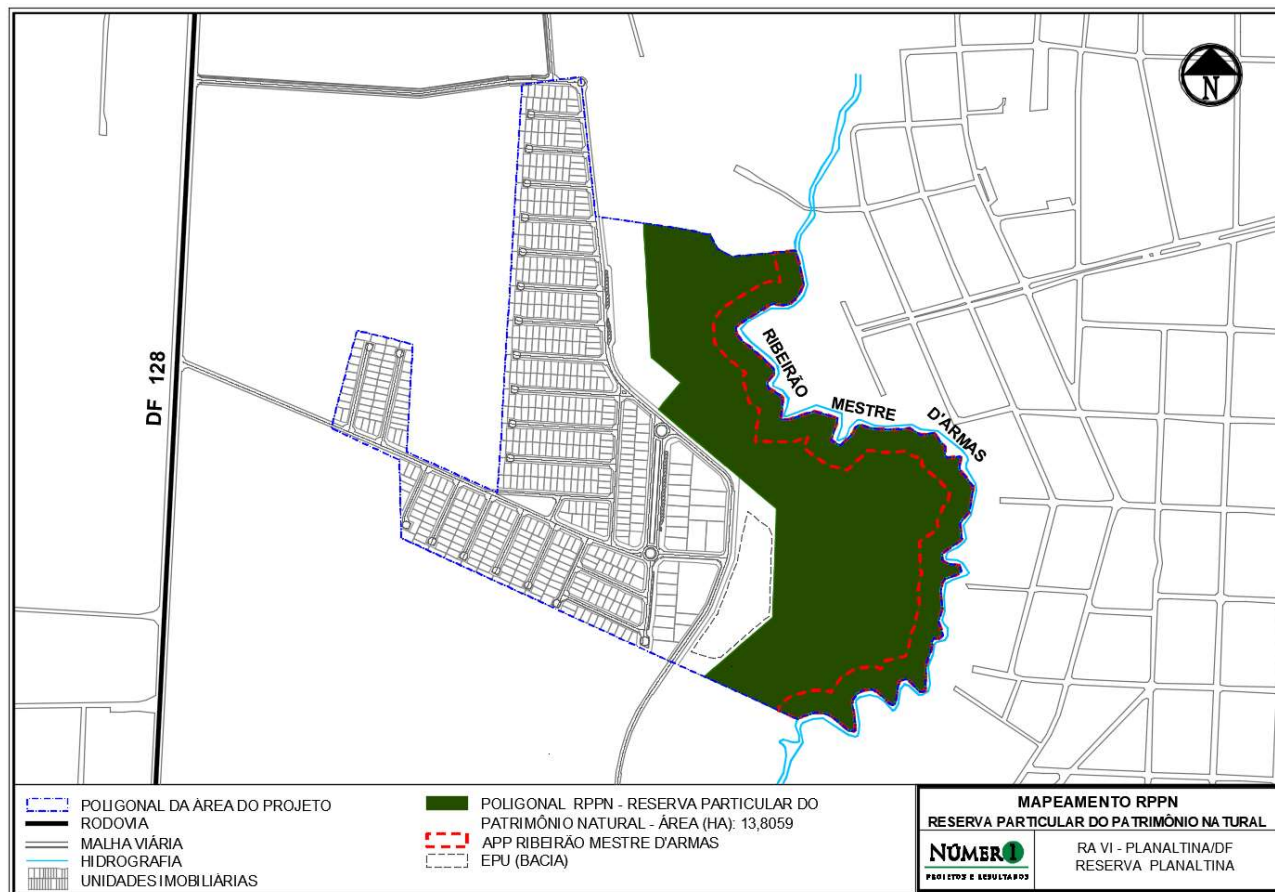 N
DF 128
RIBEIRÃO
MESTRE
D'ARMAS
POLIGONAL DA ÀREA DO PROJETO
RODOVIA
MALHA VIÁRIA
HIDROGRAFIA
UNIDADES IMOBILIÁRIAS
POLIGONAL RPPN - RESERVA PARTICULAR DO
PATRIMÔNIO NATURAL - ÁREA (HA): 13,8059
APP RIBEIRÃO MESTRE D'ARMAS
EPU (BACIA)
MAPEAMENTO RPPN
RESERVA PARTICULAR DO PATRIMÔNIO NATURAL
NÚMERO 1
PROJETOS E RESULTADOS
RA VI - PLANALTINA/DF
RESERVA PLANALTINA